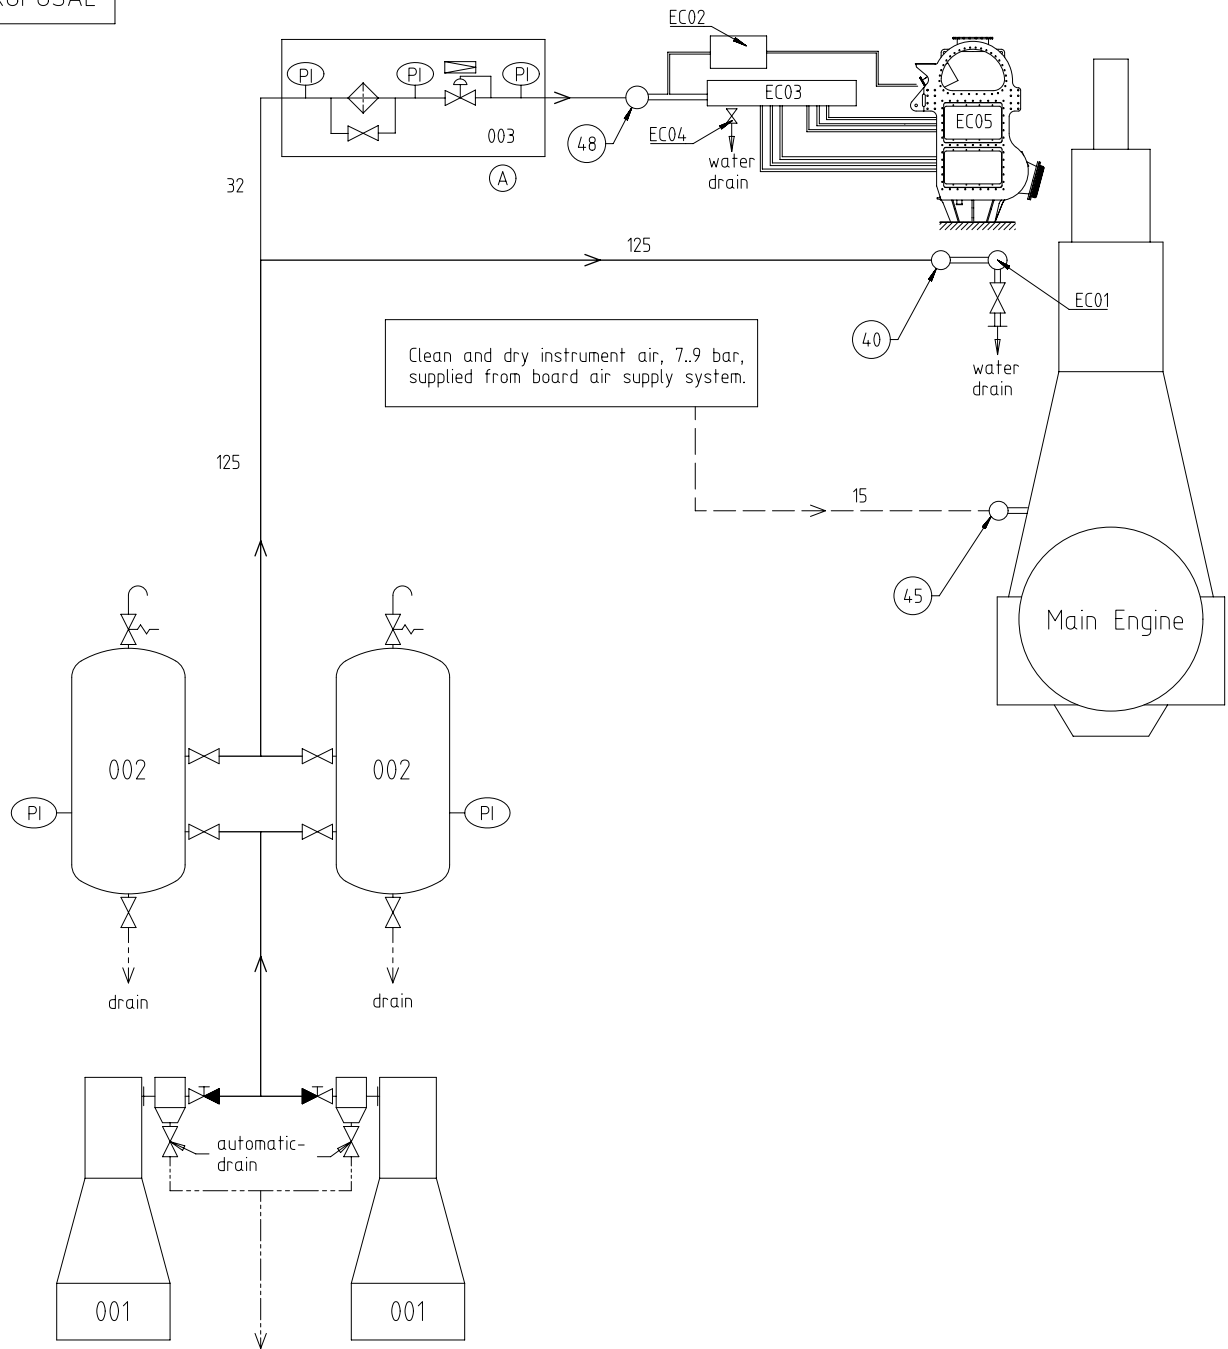 EC02
PI
PI
PI
EC03
EC05
003
48
EC04
water
drain
A
32
125
EC01
40
Clean and dry instrument air, 7..9 bar,
supplied from board air supply system.
water
drain
125
15
45
Main Engine
002
002
PI
PI
drain
drain
automatic-
drain
001
001